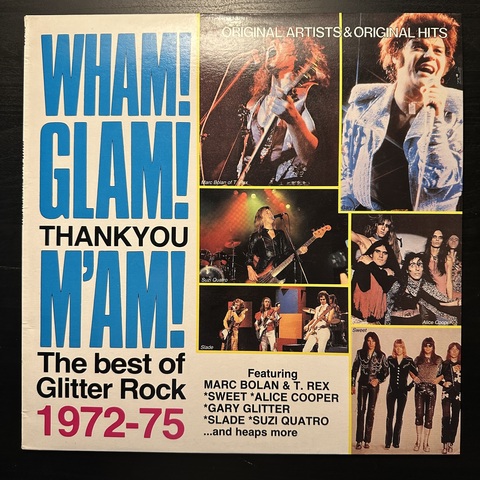 WHAM!
GLAM!
THANKYOU
M'AM!
The best of
Glitter Rock
1972-75
ORIGINAL ARTISTS & ORIGINAL HITS
Marc Bolan of T. Rex
Suzi Quatro
Slade
Alice Cooper
Sweet
Featuring
MARC BOLAN & T. REX
*SWEET *ALICE COOPER
*GARY GLITTER
*SLADE *SUZI QUATRO
...and heaps more